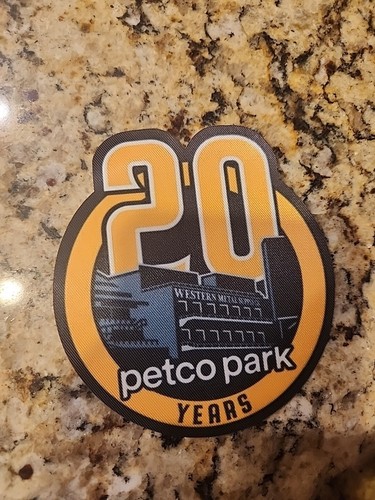 20
WESTERN METAL SUPPLY CO.
petco park
YEARS